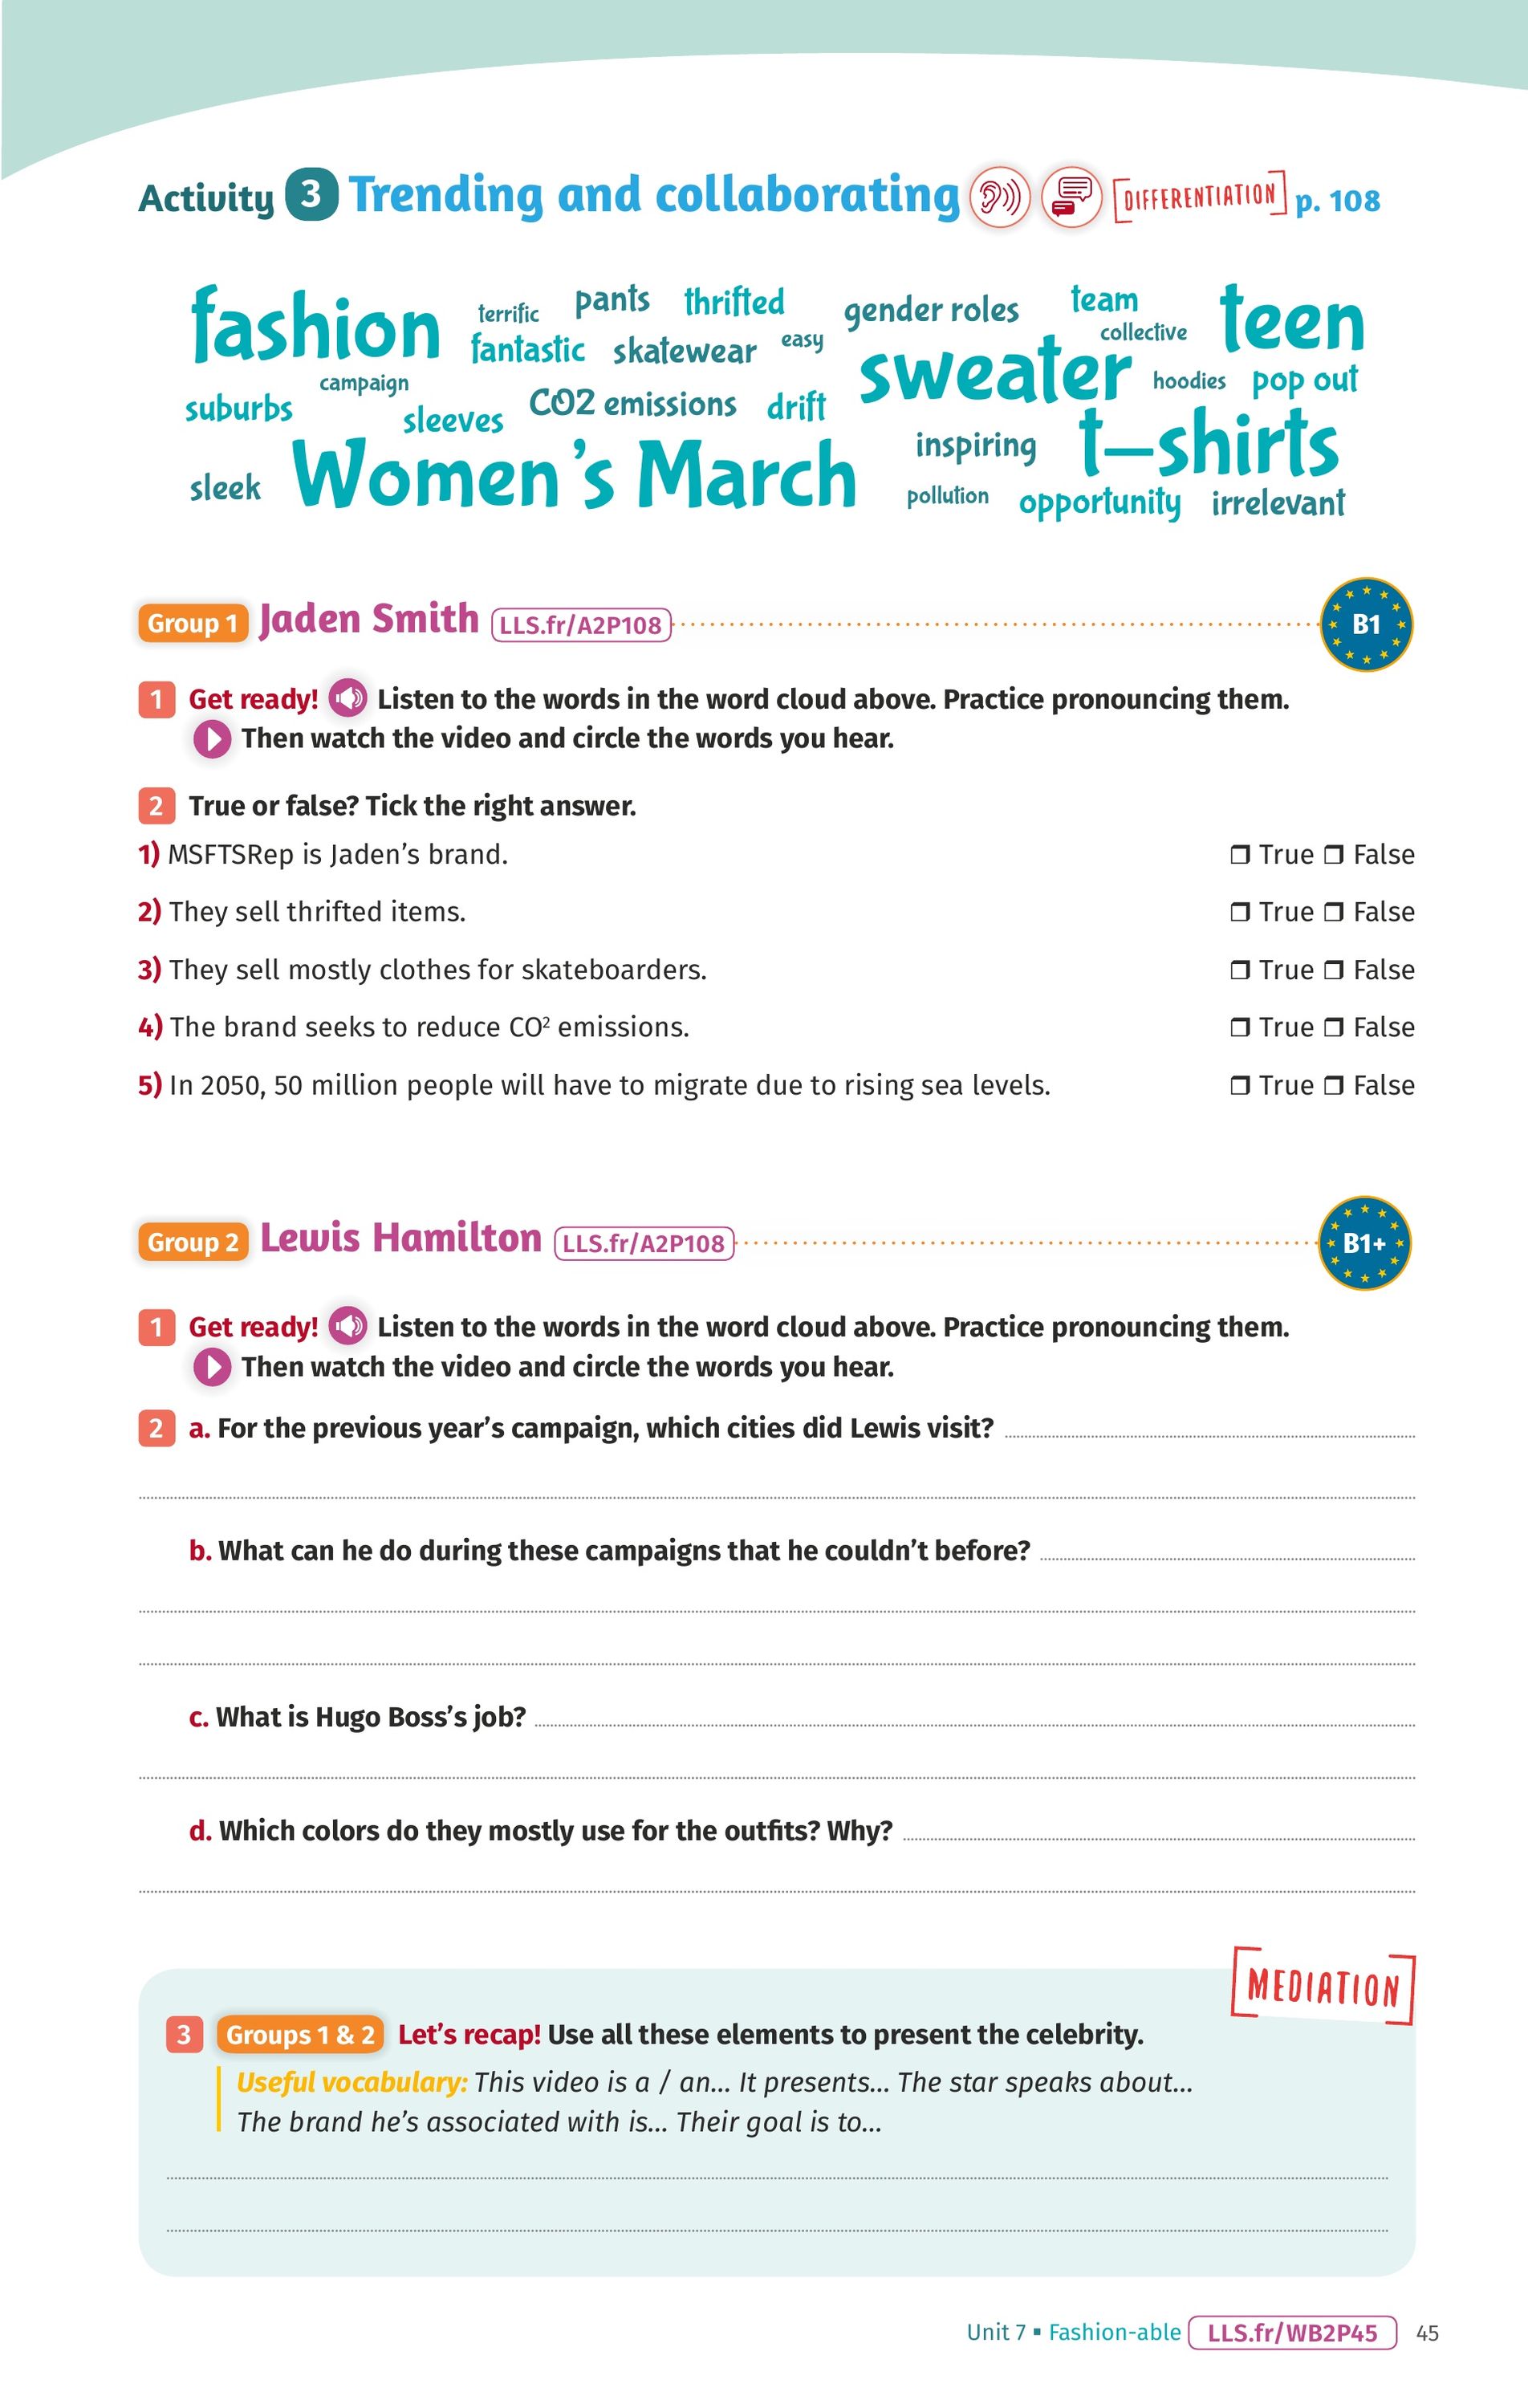 Activity 3 Trending and collaborating [DIFFERENTIATION] p. 108
fashion terrific pants thrifted gender roles team teen
fantastic skatewear easy sweater collective
suburbs campaign sleeves CO2 emissions drift hoodies pop out
sleek Women's March inspiring t–shirts
pollution opportunity irrelevant
Group 1 Jaden Smith LLS.fr/A2P108 B1
1 Get ready! Listen to the words in the word cloud above. Practice pronouncing them.
Then watch the video and circle the words you hear.
2 True or false? Tick the right answer.
1) MSFTSRep is Jaden's brand. ❐ True ❐ False
2) They sell thrifted items. ❐ True ❐ False
3) They sell mostly clothes for skateboarders. ❐ True ❐ False
4) The brand seeks to reduce CO² emissions. ❐ True ❐ False
5) In 2050, 50 million people will have to migrate due to rising sea levels. ❐ True ❐ False
Group 2 Lewis Hamilton LLS.fr/A2P108 B1+
1 Get ready! Listen to the words in the word cloud above. Practice pronouncing them.
Then watch the video and circle the words you hear.
2 a. For the previous year's campaign, which cities did Lewis visit?
b. What can he do during these campaigns that he couldn't before?
c. What is Hugo Boss's job?
d. Which colors do they mostly use for the outfits? Why?
[MEDIATION]
3 Groups 1 & 2 Let's recap! Use all these elements to present the celebrity.
Useful vocabulary: This video is a / an... It presents... The star speaks about...
The brand he's associated with is... Their goal is to...
Unit 7 ▪ Fashion-able LLS.fr/WB2P45 45